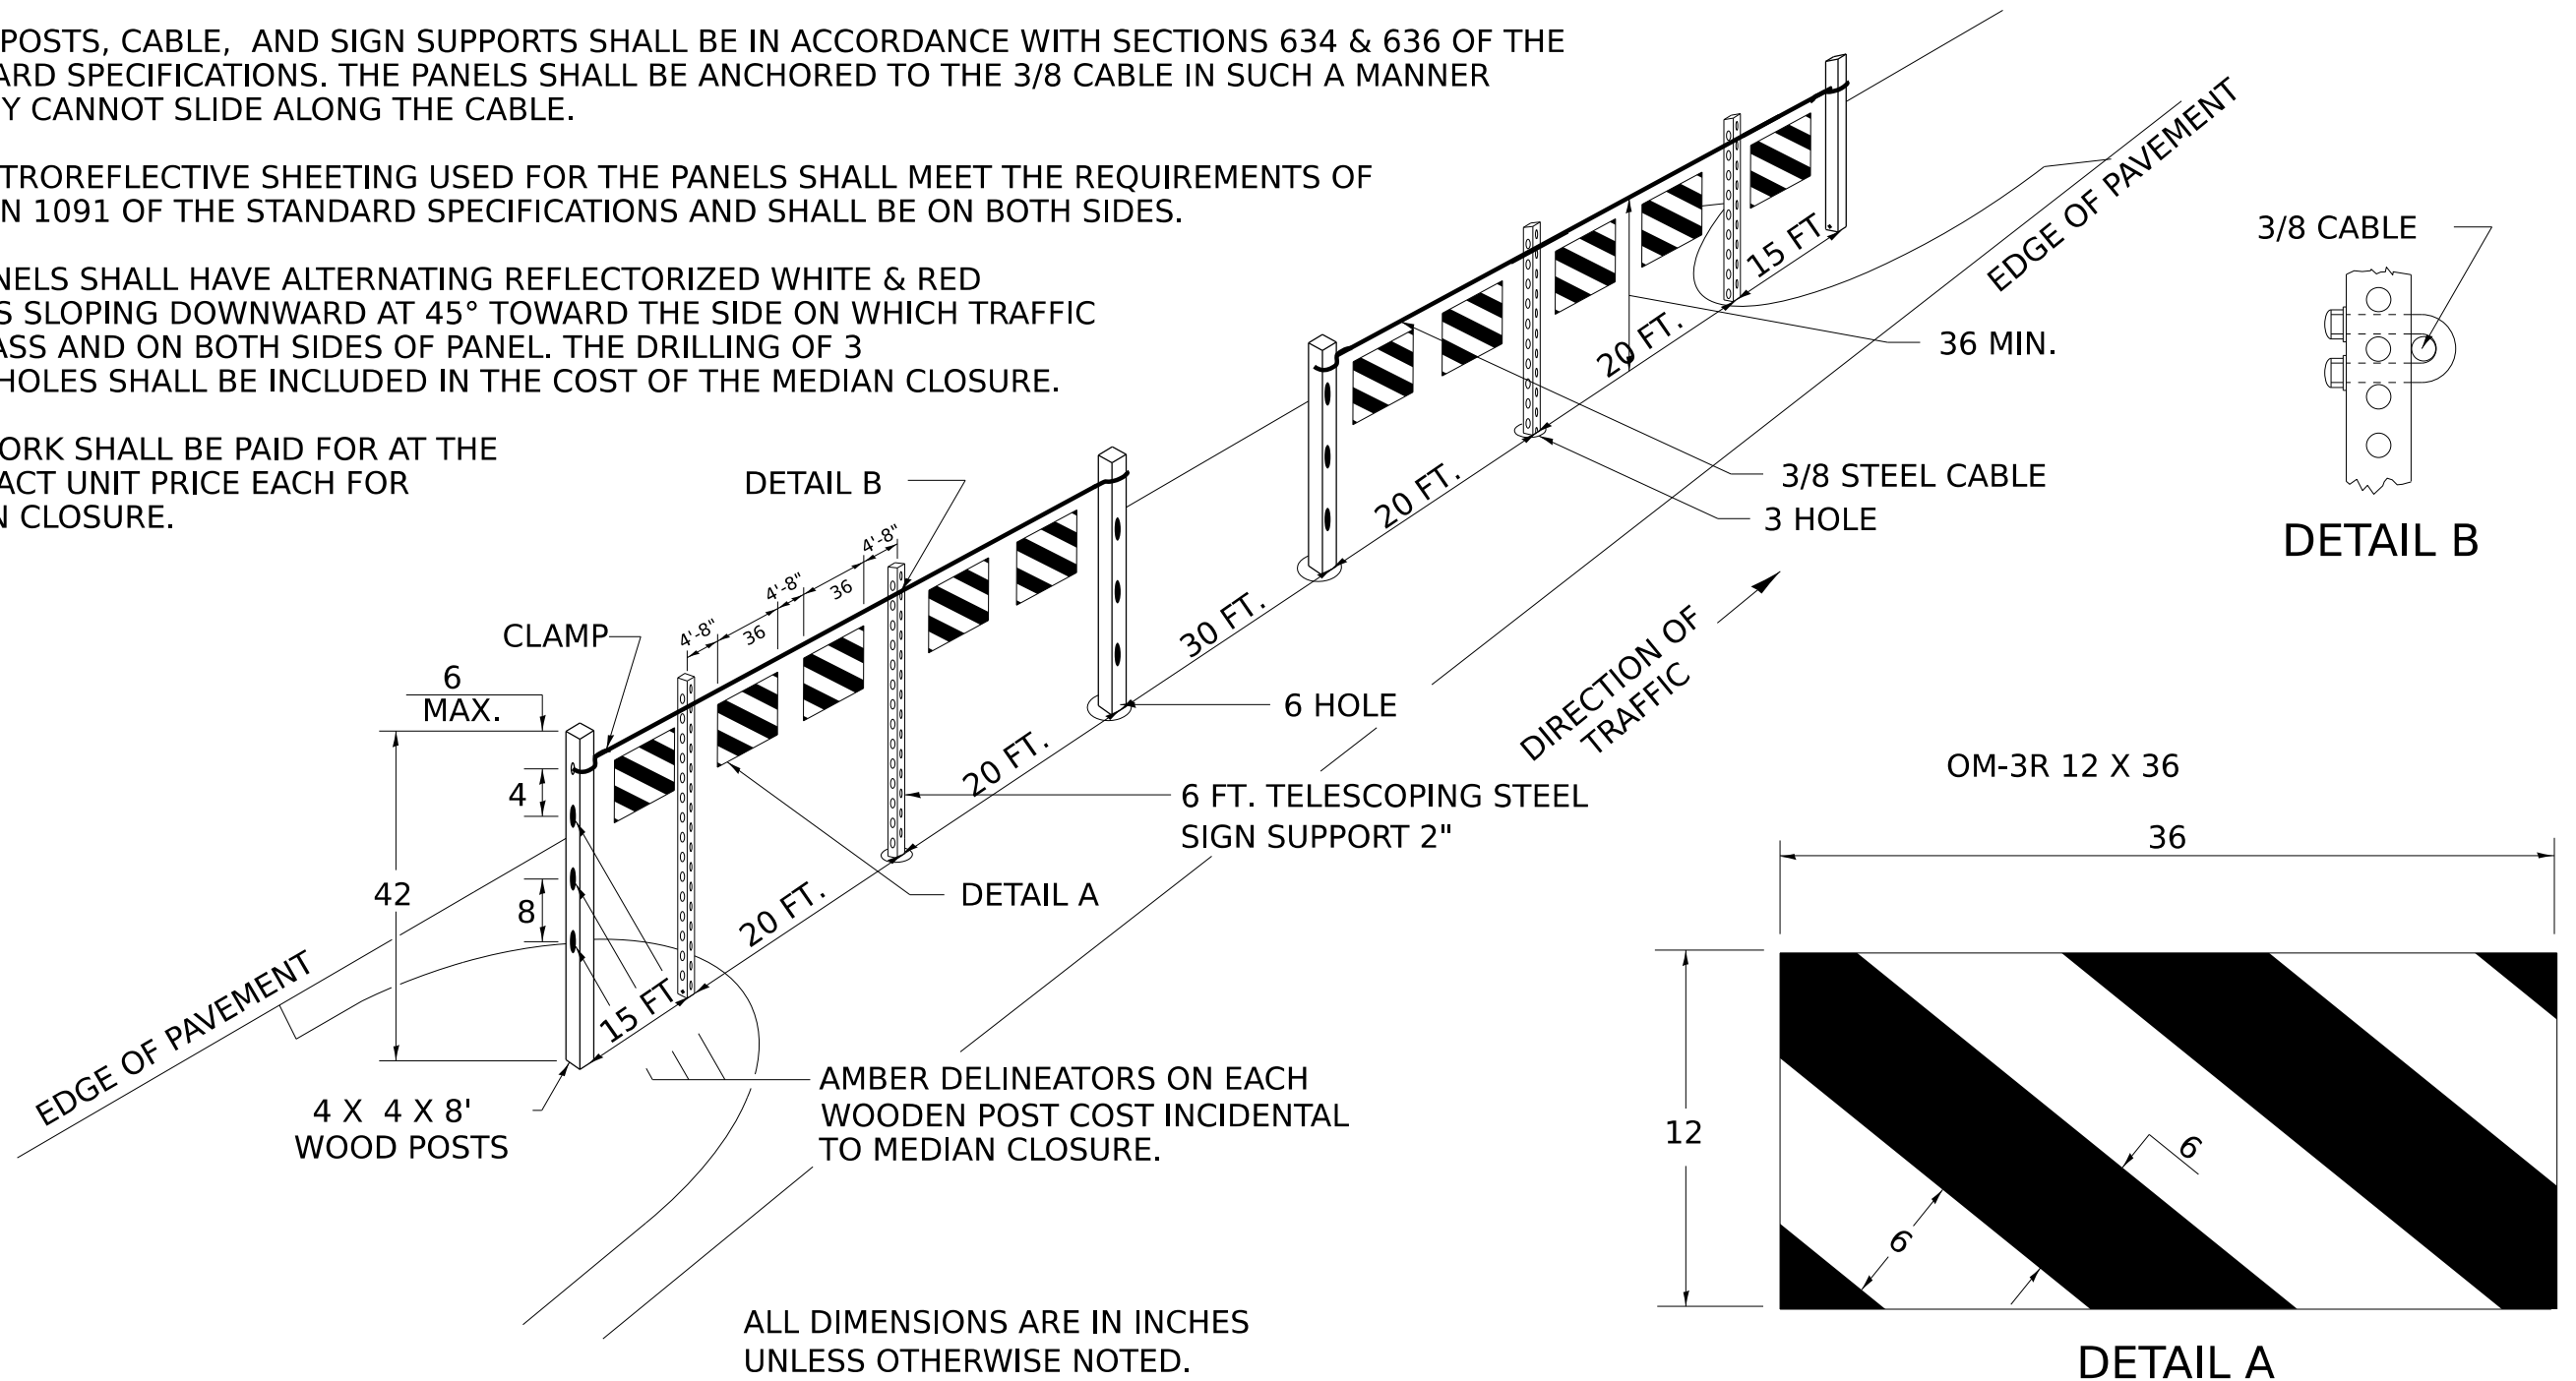 POSTS, CABLE, AND SIGN SUPPORTS SHALL BE IN ACCORDANCE WITH SECTIONS 634 & 636 OF THE
ARD SPECIFICATIONS. THE PANELS SHALL BE ANCHORED TO THE 3/8 CABLE IN SUCH A MANNER
Y CANNOT SLIDE ALONG THE CABLE.
TROREFLECTIVE SHEETING USED FOR THE PANELS SHALL MEET THE REQUIREMENTS OF
N 1091 OF THE STANDARD SPECIFICATIONS AND SHALL BE ON BOTH SIDES.
NELS SHALL HAVE ALTERNATING REFLECTORIZED WHITE & RED
S SLOPING DOWNWARD AT 45° TOWARD THE SIDE ON WHICH TRAFFIC
ASS AND ON BOTH SIDES OF PANEL. THE DRILLING OF 3
HOLES SHALL BE INCLUDED IN THE COST OF THE MEDIAN CLOSURE.
ORK SHALL BE PAID FOR AT THE
ACT UNIT PRICE EACH FOR
N CLOSURE.
EDGE OF PAVEMENT
15 FT
20 FT.
36 MIN.
3/8 CABLE
DETAIL B
3/8 STEEL CABLE
3 HOLE
20 FT.
30 FT.
DETAIL B
4'-8"
36
4'-8"
36
4'-8"
CLAMP
6
MAX.
4
42
8
6 HOLE
20 FT.
DIRECTION OF
TRAFFIC
6 FT. TELESCOPING STEEL
SIGN SUPPORT 2"
DETAIL A
20 FT.
15 FT
EDGE OF PAVEMENT
4 X 4 X 8'
WOOD POSTS
AMBER DELINEATORS ON EACH
WOODEN POST COST INCIDENTAL
TO MEDIAN CLOSURE.
OM-3R 12 X 36
36
12
6
6
DETAIL A
ALL DIMENSIONS ARE IN INCHES
UNLESS OTHERWISE NOTED.